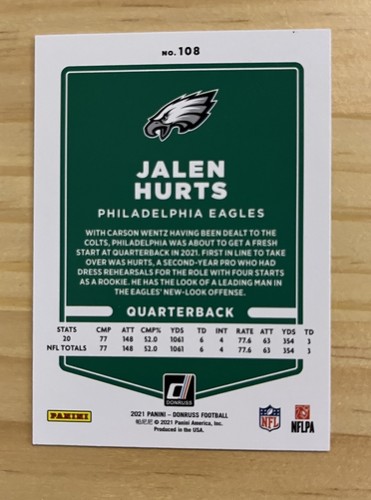 NO. 108
JALEN
HURTS
PHILADELPHIA EAGLES
WITH CARSON WENTZ HAVING BEEN DEALT TO THE
COLTS, PHILADELPHIA WAS ABOUT TO GET A FRESH
START AT QUARTERBACK IN 2021. FIRST IN LINE TO TAKE
OVER WAS HURTS, A SECOND-YEAR PRO WHO HAD
DRESS REHEARSALS FOR THE ROLE WITH FOUR STARTS
AS A ROOKIE. HE HAS THE LOOK OF A LEADING MAN IN
THE EAGLES' NEW-LOOK OFFENSE.
QUARTERBACK
STATS CMP ATT CMP% YDS TD INT RATE ATT YDS TD
20 77 148 52.0 1061 6 4 77.6 63 354 3
NFL TOTALS 77 148 52.0 1061 6 4 77.6 63 354 3
DONRUSS
PANINI
2021 PANINI - DONRUSS FOOTBALL
帕尼尼 © 2021 Panini America, Inc.
Produced in the USA.
NFL
NFLPA